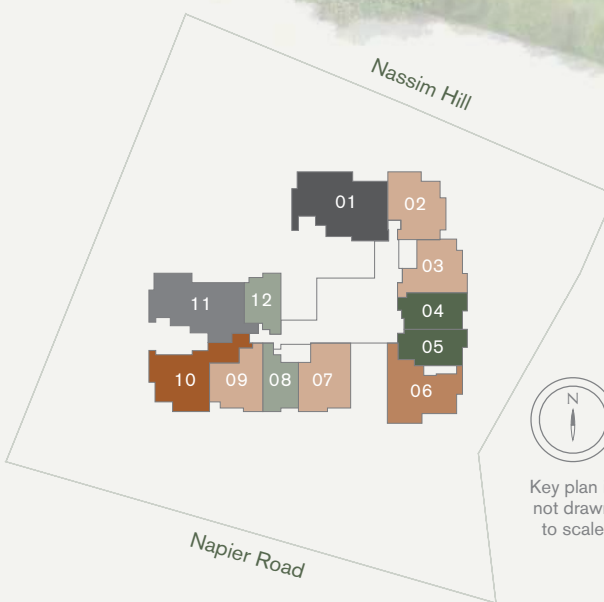 Nassim Hill
01
02
03
04
05
06
12
11
10
09
08
07
N
Key plan
not drawn
to scale
Napier Road